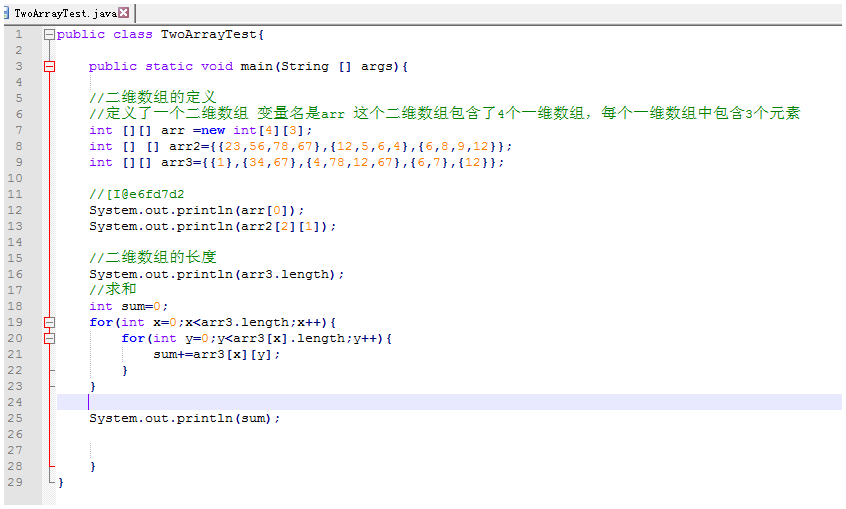 TwoArrayTest.java
1 public class TwoArrayTest{
2
3 public static void main(String [] args){
4
5 //二维数组的定义
6 //定义了一个二维数组 变量名是arr 这个二维数组包含了4个一维数组，每个一维数组中包含3个元素
7 int [][] arr =new int[4][3];
8 int [] [] arr2={{23,56,78,67},{12,5,6,4},{6,8,9,12}};
9 int [][] arr3={{1},{34,67},{4,78,12,67},{6,7},{12}};
10
11 //[I@e6fd7d2
12 System.out.println(arr[0]);
13 System.out.println(arr2[2][1]);
14
15 //二维数组的长度
16 System.out.println(arr3.length);
17 //求和
18 int sum=0;
19 for(int x=0;x<arr3.length;x++){
20 for(int y=0;y<arr3[x].length;y++){
21 sum+=arr3[x][y];
22 }
23 }
24
25 System.out.println(sum);
26
27
28 }
29 }